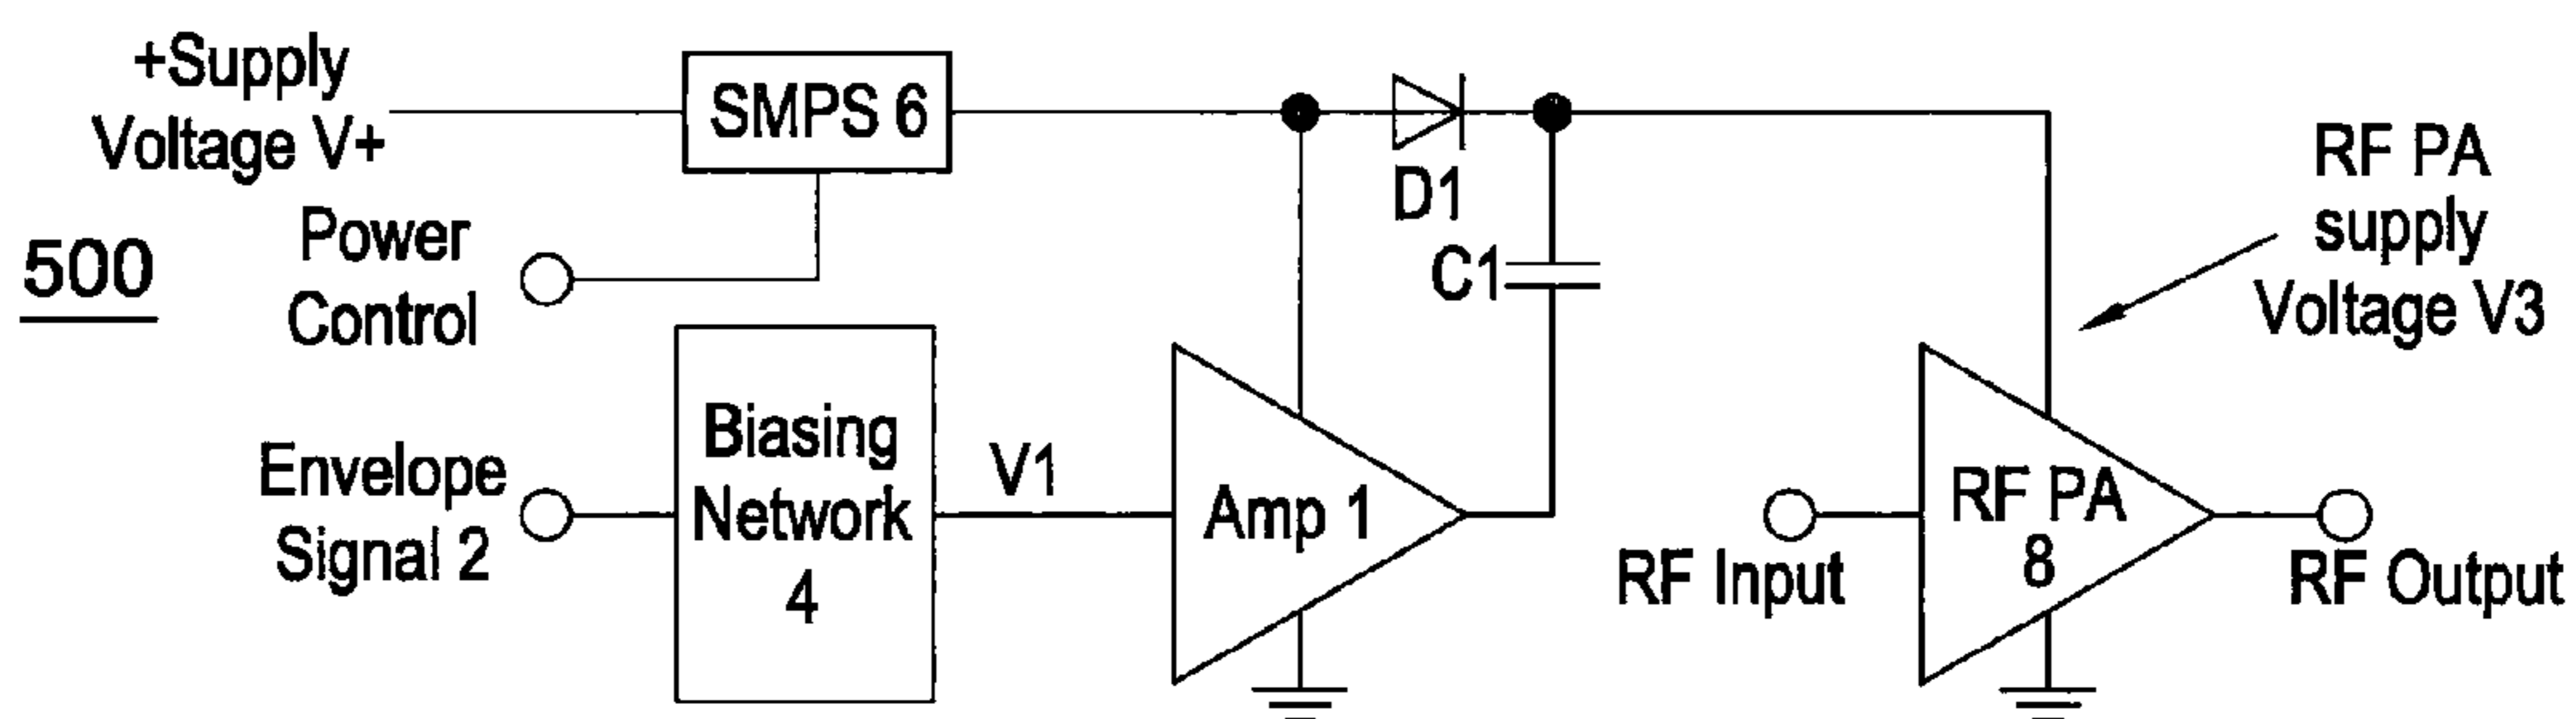 +Supply
Voltage V+
SMPS 6
D1
C1
RF PA
supply
Voltage V3
500
Power
Control
Envelope
Signal 2
Biasing
Network
4
V1
Amp 1
RF Input
RF PA
8
RF Output